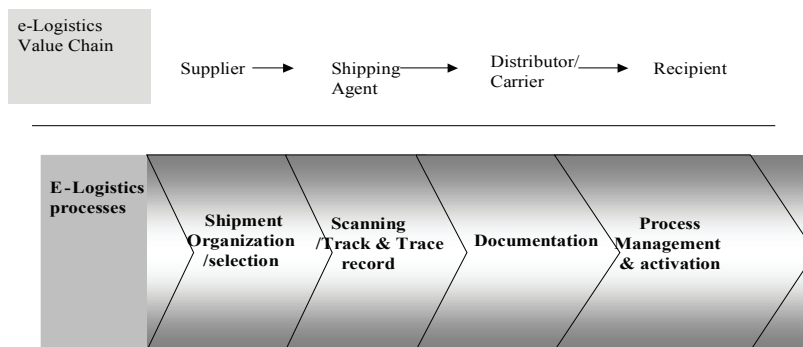 e-Logistics
Value Chain
Supplier
Shipping
Agent
Distributor/
Carrier
Recipient
E-Logistics
processes
Shipment
Organization
/selection
Scanning
/Track & Trace
record
Documentation
Process
Management
& activation